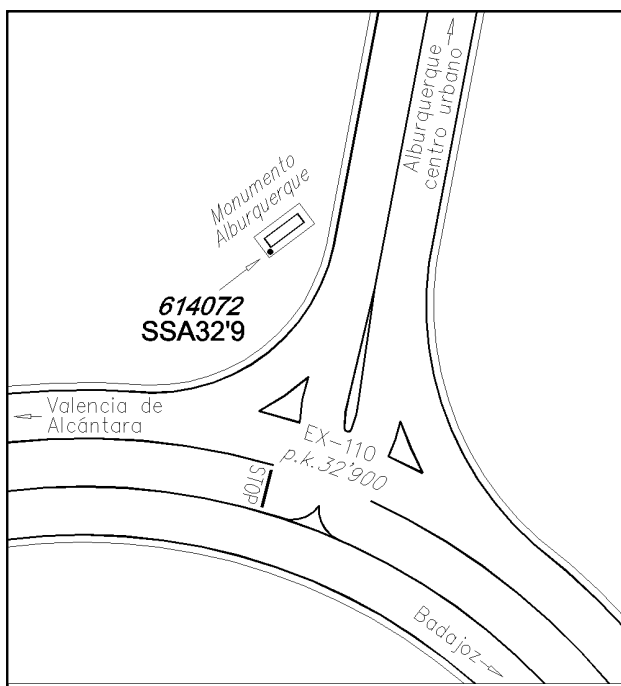 Alburquerque
centro urbano
Monumento
Alburquerque
614072
SSA32'9
Valencia de
Alcántara
EX-110
p.k.32'900
STOP
Badajoz